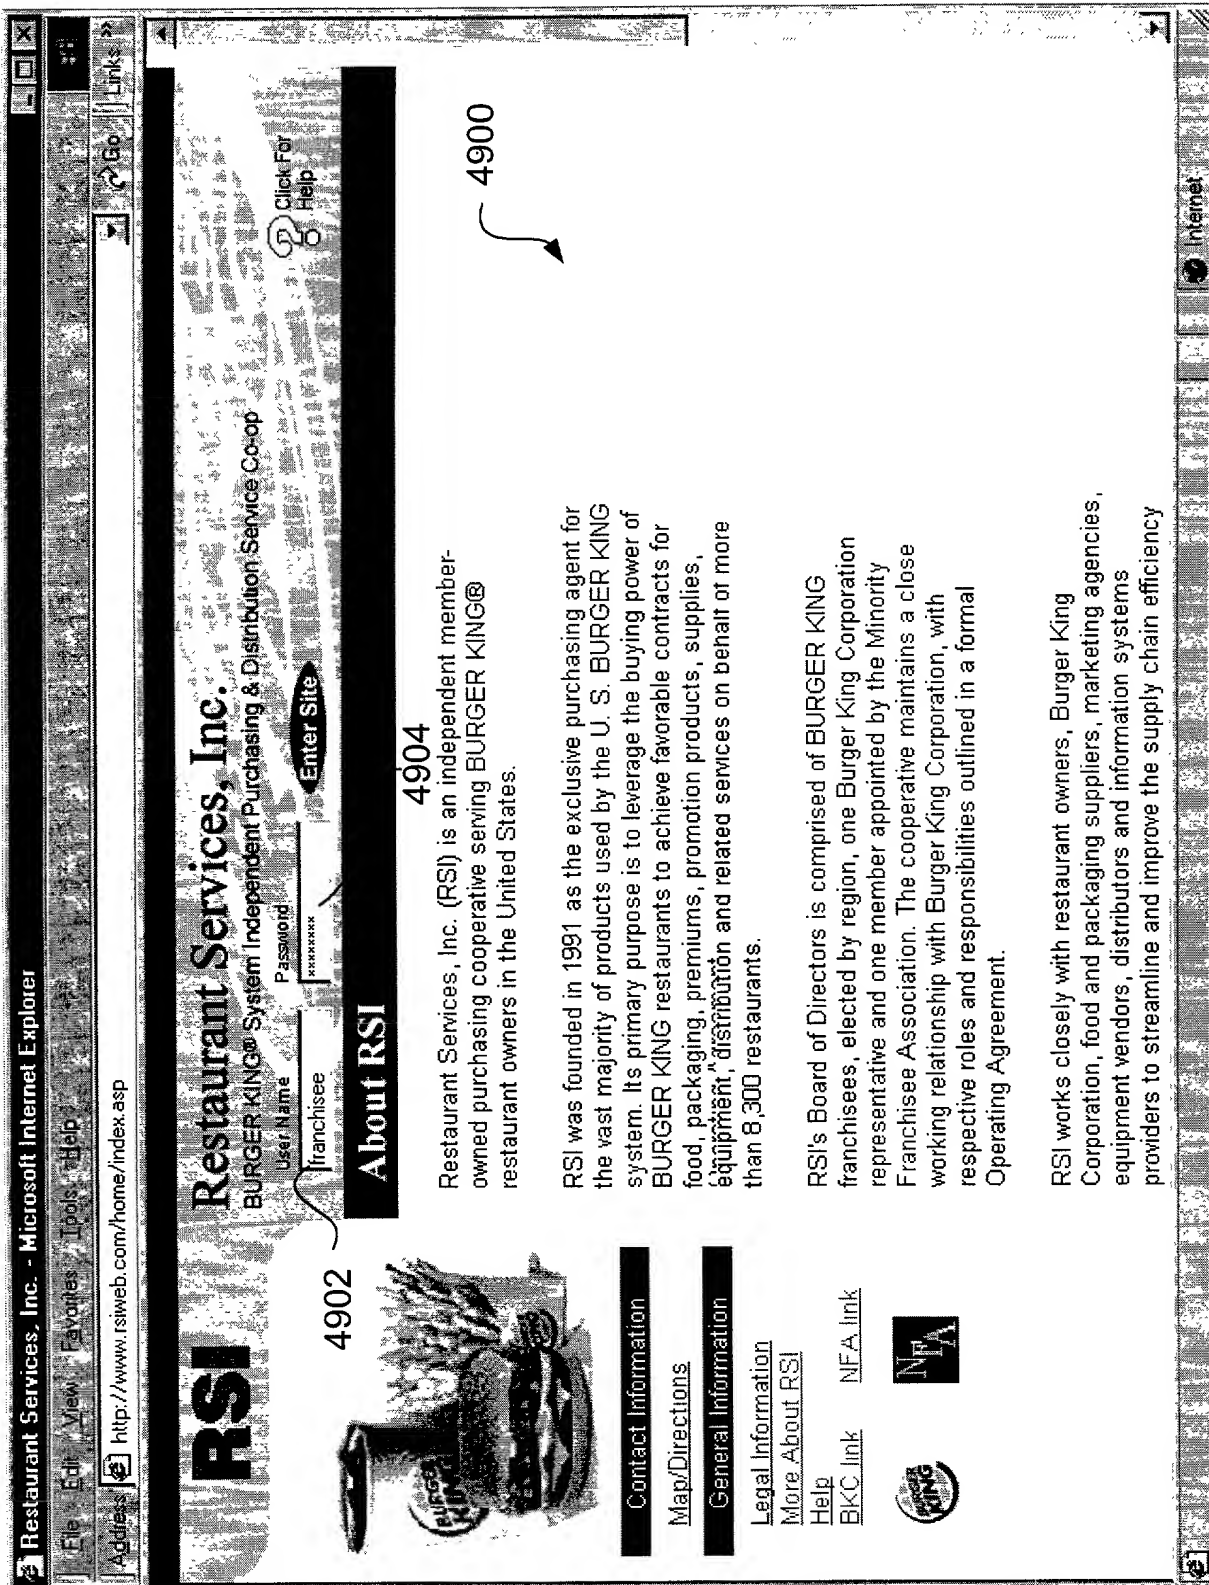 Restaurant Services, Inc. - Microsoft Internet Explorer
File Edit View Favorites Tools Help
Address http://www.rsiweb.com/home/index.asp Go Links »
RSI
Restaurant Services, Inc.
BURGER KING® System Independent Purchasing & Distribution Service Co-op
User Name Password
franchisee ******** Enter Site Click For
Help
4902
4904
4900
About RSI
BURGER
KING
Contact Information
Map/Directions
General Information
Legal Information
More About RSI
Help
BKC link NFA link
BURGER
KING
NFA
Restaurant Services, Inc. (RSI) is an independent member-
owned purchasing cooperative serving BURGER KING®
restaurant owners in the United States.
RSI was founded in 1991 as the exclusive purchasing agent for
the vast majority of products used by the U. S. BURGER KING
system. Its primary purpose is to leverage the buying power of
BURGER KING restaurants to achieve favorable contracts for
food, packaging, premiums, promotion products, supplies,
equipment, distribution and related services on behalf of more
than 8,300 restaurants.
RSI's Board of Directors is comprised of BURGER KING
franchisees, elected by region, one Burger King Corporation
representative and one member appointed by the Minority
Franchisee Association. The cooperative maintains a close
working relationship with Burger King Corporation, with
respective roles and responsibilities outlined in a formal
Operating Agreement.
RSI works closely with restaurant owners, Burger King
Corporation, food and packaging suppliers, marketing agencies,
equipment vendors, distributors and information systems
providers to streamline and improve the supply chain efficiency
Internet